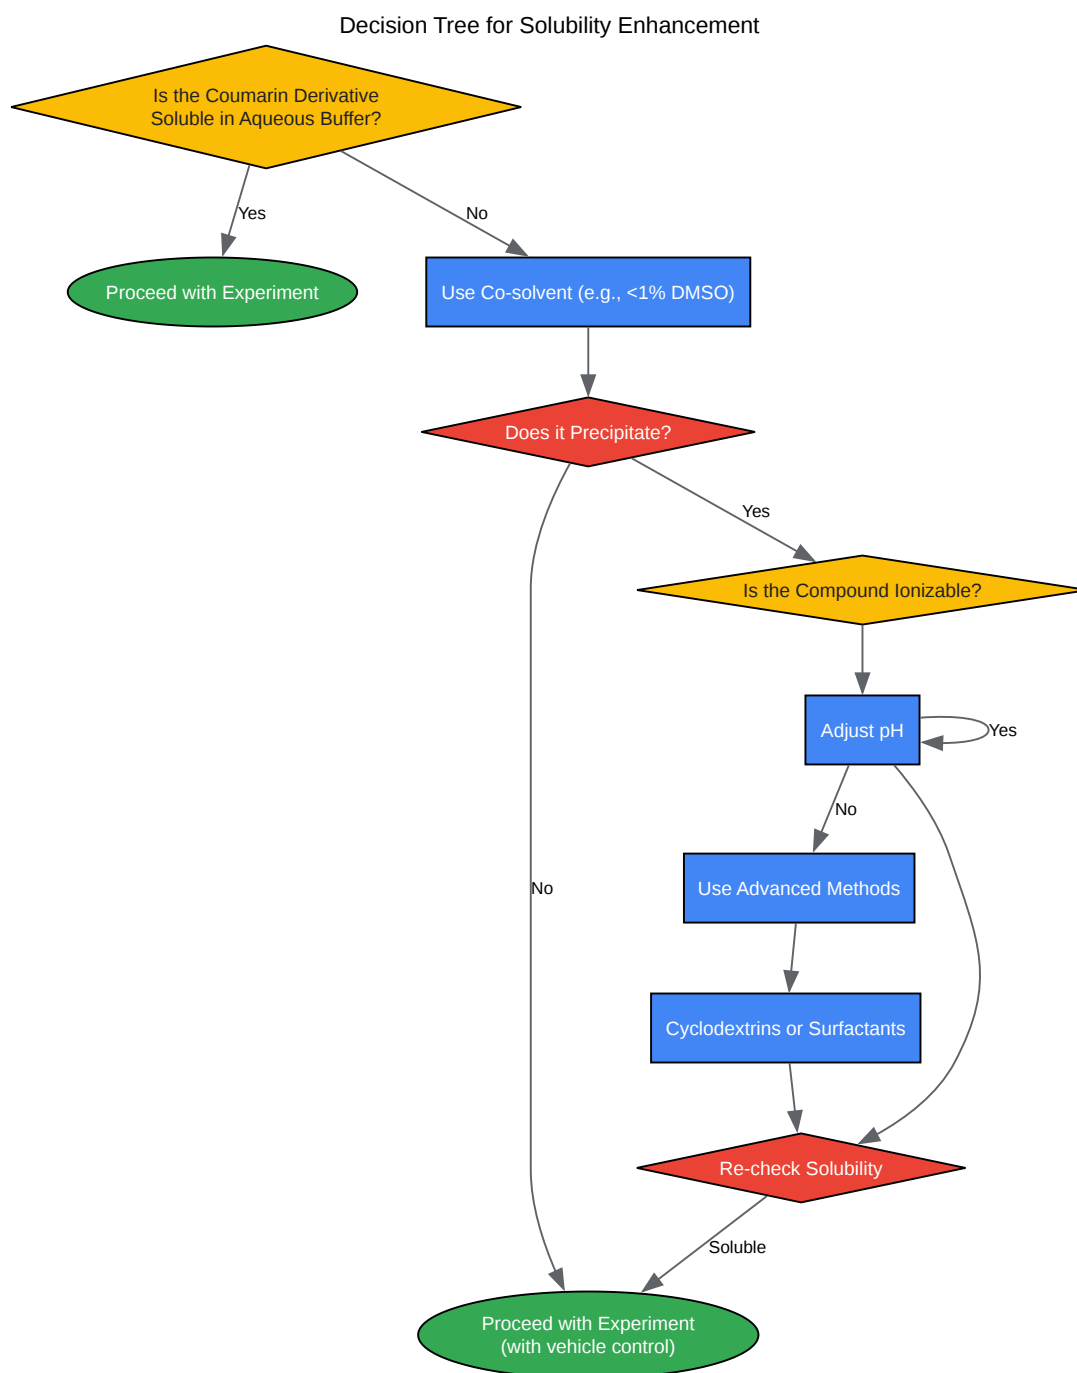 Decision Tree for Solubility Enhancement
Is the Coumarin Derivative
Soluble in Aqueous Buffer?
Yes
No
Proceed with Experiment
Use Co-solvent (e.g., <1% DMSO)
Does it Precipitate?
Yes
Is the Compound Ionizable?
Adjust pH
Yes
No
No
Use Advanced Methods
Cyclodextrins or Surfactants
Re-check Solubility
Soluble
Proceed with Experiment
(with vehicle control)